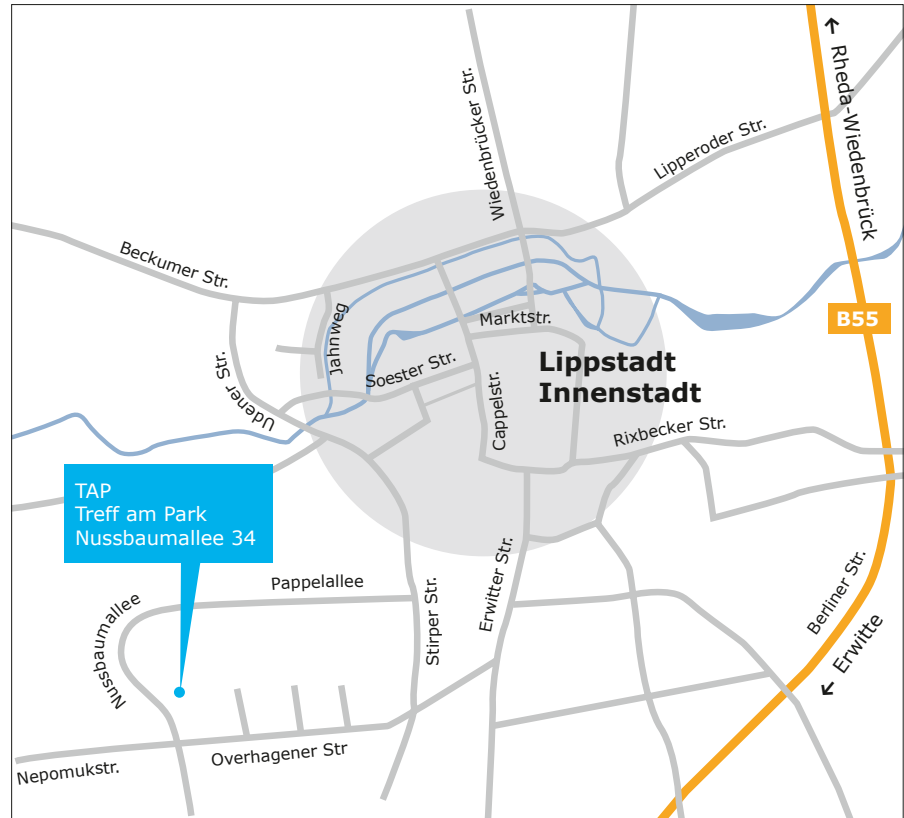 Rheda-Wiedenbrück
Wiedenbrücker Str.
Lipperoder Str.
Beckumer Str.
B55
Marktstr.
Jahnweg
Lippstadt
Innenstadt
Soester Str.
Udener Str.
Cappelstr.
Rixbecker Str.
TAP
Treff am Park
Nussbaumallee 34
Pappelallee
Erwitter Str.
Berliner Str.
Nussbaumallee
Stirper Str.
Erwitte
Overhagener Str
Nepomukstr.